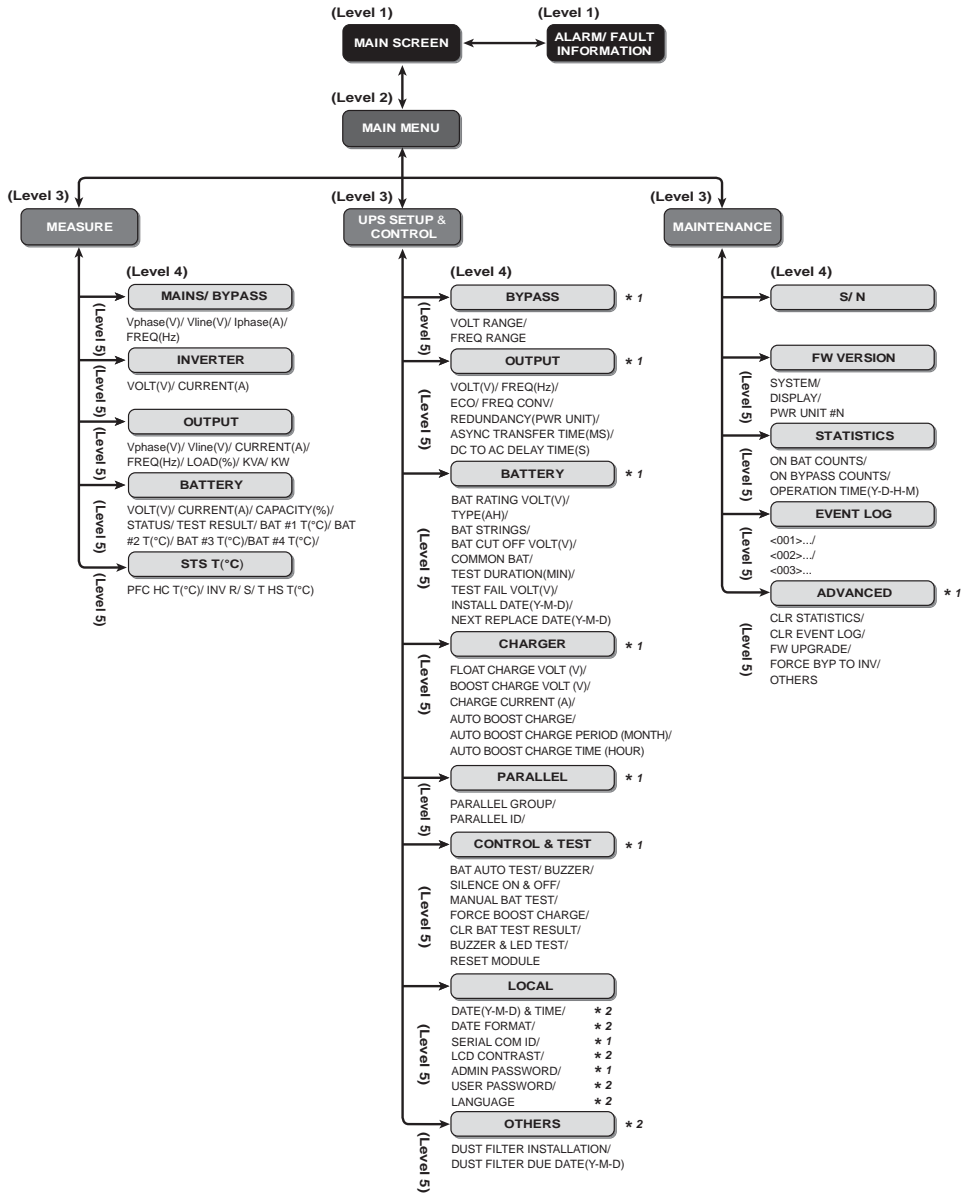 (Level 1)
(Level 1)
MAIN SCREEN
ALARM/ FAULT
INFORMATION
(Level 2)
MAIN MENU
(Level 3)
MEASURE
(Level 4)
MAINS/ BYPASS
(Level 5)
Vphase(V)/ Vline(V)/ Iphase(A)/
FREQ(Hz)
INVERTER
(Level 5)
VOLT(V)/ CURRENT(A)
OUTPUT
(Level 5)
Vphase(V)/ Vline(V)/ CURRENT(A)/
FREQ(Hz)/ LOAD(%)/ KVA/ KW
BATTERY
(Level 5)
VOLT(V)/ CURRENT(A)/ CAPACITY(%)/
STATUS/ TEST RESULT/ BAT #1 T(°C)/ BAT
#2 T(°C)/ BAT #3 T(°C)/BAT #4 T(°C)/
STS T(°C)
(Level 5)
PFC HC T(°C)/ INV R/ S/ T HS T(°C)
(Level 3)
UPS SETUP &
CONTROL
(Level 4)
BYPASS * 1
(Level 5)
VOLT RANGE/
FREQ RANGE
OUTPUT * 1
(Level 5)
VOLT(V)/ FREQ(Hz)/
ECO/ FREQ CONV/
REDUNDANCY(PWR UNIT)/
ASYNC TRANSFER TIME(MS)/
DC TO AC DELAY TIME(S)
BATTERY * 1
(Level 5)
BAT RATING VOLT(V)/
TYPE(AH)/
BAT STRINGS/
BAT CUT OFF VOLT(V)/
COMMON BAT/
TEST DURATION(MIN)/
TEST FAIL VOLT(V)/
INSTALL DATE(Y-M-D)/
NEXT REPLACE DATE(Y-M-D)
CHARGER * 1
(Level 5)
FLOAT CHARGE VOLT (V)/
BOOST CHARGE VOLT (V)/
CHARGE CURRENT (A)/
AUTO BOOST CHARGE/
AUTO BOOST CHARGE PERIOD (MONTH)/
AUTO BOOST CHARGE TIME (HOUR)
PARALLEL * 1
(Level 5)
PARALLEL GROUP/
PARALLEL ID/
CONTROL & TEST * 1
(Level 5)
BAT AUTO TEST/ BUZZER/
SILENCE ON & OFF/
MANUAL BAT TEST/
FORCE BOOST CHARGE/
CLR BAT TEST RESULT/
BUZZER & LED TEST/
RESET MODULE
LOCAL
(Level 5)
DATE(Y-M-D) & TIME/ * 2
DATE FORMAT/ * 2
SERIAL COM ID/ * 1
LCD CONTRAST/ * 2
ADMIN PASSWORD/ * 1
USER PASSWORD/ * 2
LANGUAGE * 2
OTHERS * 2
(Level 5)
DUST FILTER INSTALLATION/
DUST FILTER DUE DATE(Y-M-D)
(Level 3)
MAINTENANCE
(Level 4)
S/ N
FW VERSION
(Level 5)
SYSTEM/
DISPLAY/
PWR UNIT #N
STATISTICS
(Level 5)
ON BAT COUNTS/
ON BYPASS COUNTS/
OPERATION TIME(Y-D-H-M)
EVENT LOG
(Level 5)
<001>.../
<002>.../
<003>...
ADVANCED * 1
(Level 5)
CLR STATISTICS/
CLR EVENT LOG/
FW UPGRADE/
FORCE BYP TO INV/
OTHERS